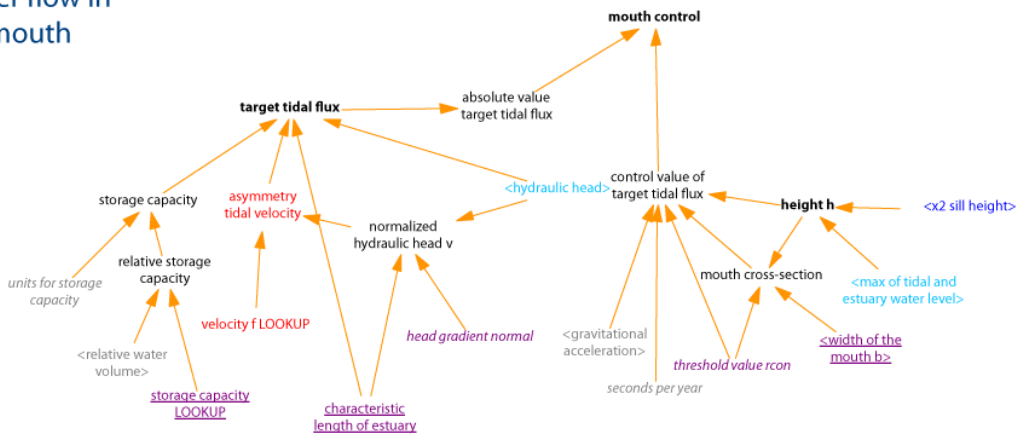 mouth
mouth control
absolute value
target tidal flux
target tidal flux
storage capacity
asymmetry
tidal velocity
<hydraulic head>
control value of
target tidal flux
height h
<x2 sill height>
normalized
hydraulic head v
relative storage
capacity
units for storage
capacity
mouth cross-section
<max of tidal and
estuary water level>
velocity f LOOKUP
head gradient normal
<gravitational
acceleration>
<width of the
mouth b>
<relative water
volume>
threshold value rcon
seconds per year
storage capacity
LOOKUP
characteristic
length of estuary